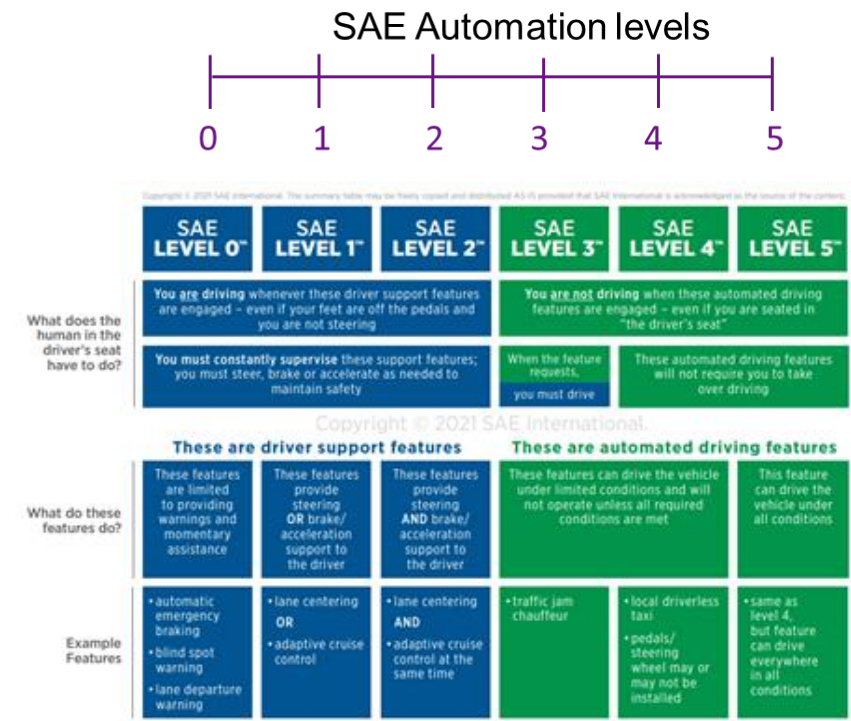 SAE Automation levels
0 1 2 3 4 5
Copyright © 2021 SAE International. The summary table may be freely copied and distributed AS-IS provided that SAE International is acknowledged as the source of the content.
SAE LEVEL 0™
SAE LEVEL 1™
SAE LEVEL 2™
SAE LEVEL 3™
SAE LEVEL 4™
SAE LEVEL 5™
What does the
human in the
driver's seat
have to do?
You are driving whenever these driver support features
are engaged – even if your feet are off the pedals and
you are not steering
You are not driving when these automated driving
features are engaged – even if you are seated in
"the driver's seat"
You must constantly supervise these support features;
you must steer, brake or accelerate as needed to
maintain safety
When the feature
requests,
you must drive
These automated driving features
will not require you to take
over driving
Copyright © 2021 SAE International.
These are driver support features
These are automated driving features
What do these
features do?
These features
are limited
to providing
warnings and
momentary
assistance
These features
provide
steering
OR brake/
acceleration
support to
the driver
These features
provide
steering
AND brake/
acceleration
support to
the driver
These features can drive the vehicle
under limited conditions and will
not operate unless all required
conditions are met
This feature
can drive the
vehicle under
all conditions
Example
Features
• automatic
emergency
braking
• blind spot
warning
• lane departure
warning
• lane centering
OR
• adaptive cruise
control
• lane centering
AND
• adaptive cruise
control at the
same time
• traffic jam
chauffeur
• local driverless
taxi
• pedals/
steering
wheel may or
may not be
installed
• same as
level 4,
but feature
can drive
everywhere
in all
conditions